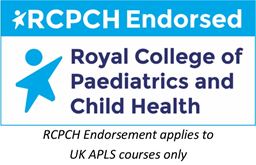 RCPCH Endorsed
Royal College of
Paediatrics and
Child Health
RCPCH Endorsement applies to
UK APLS courses only